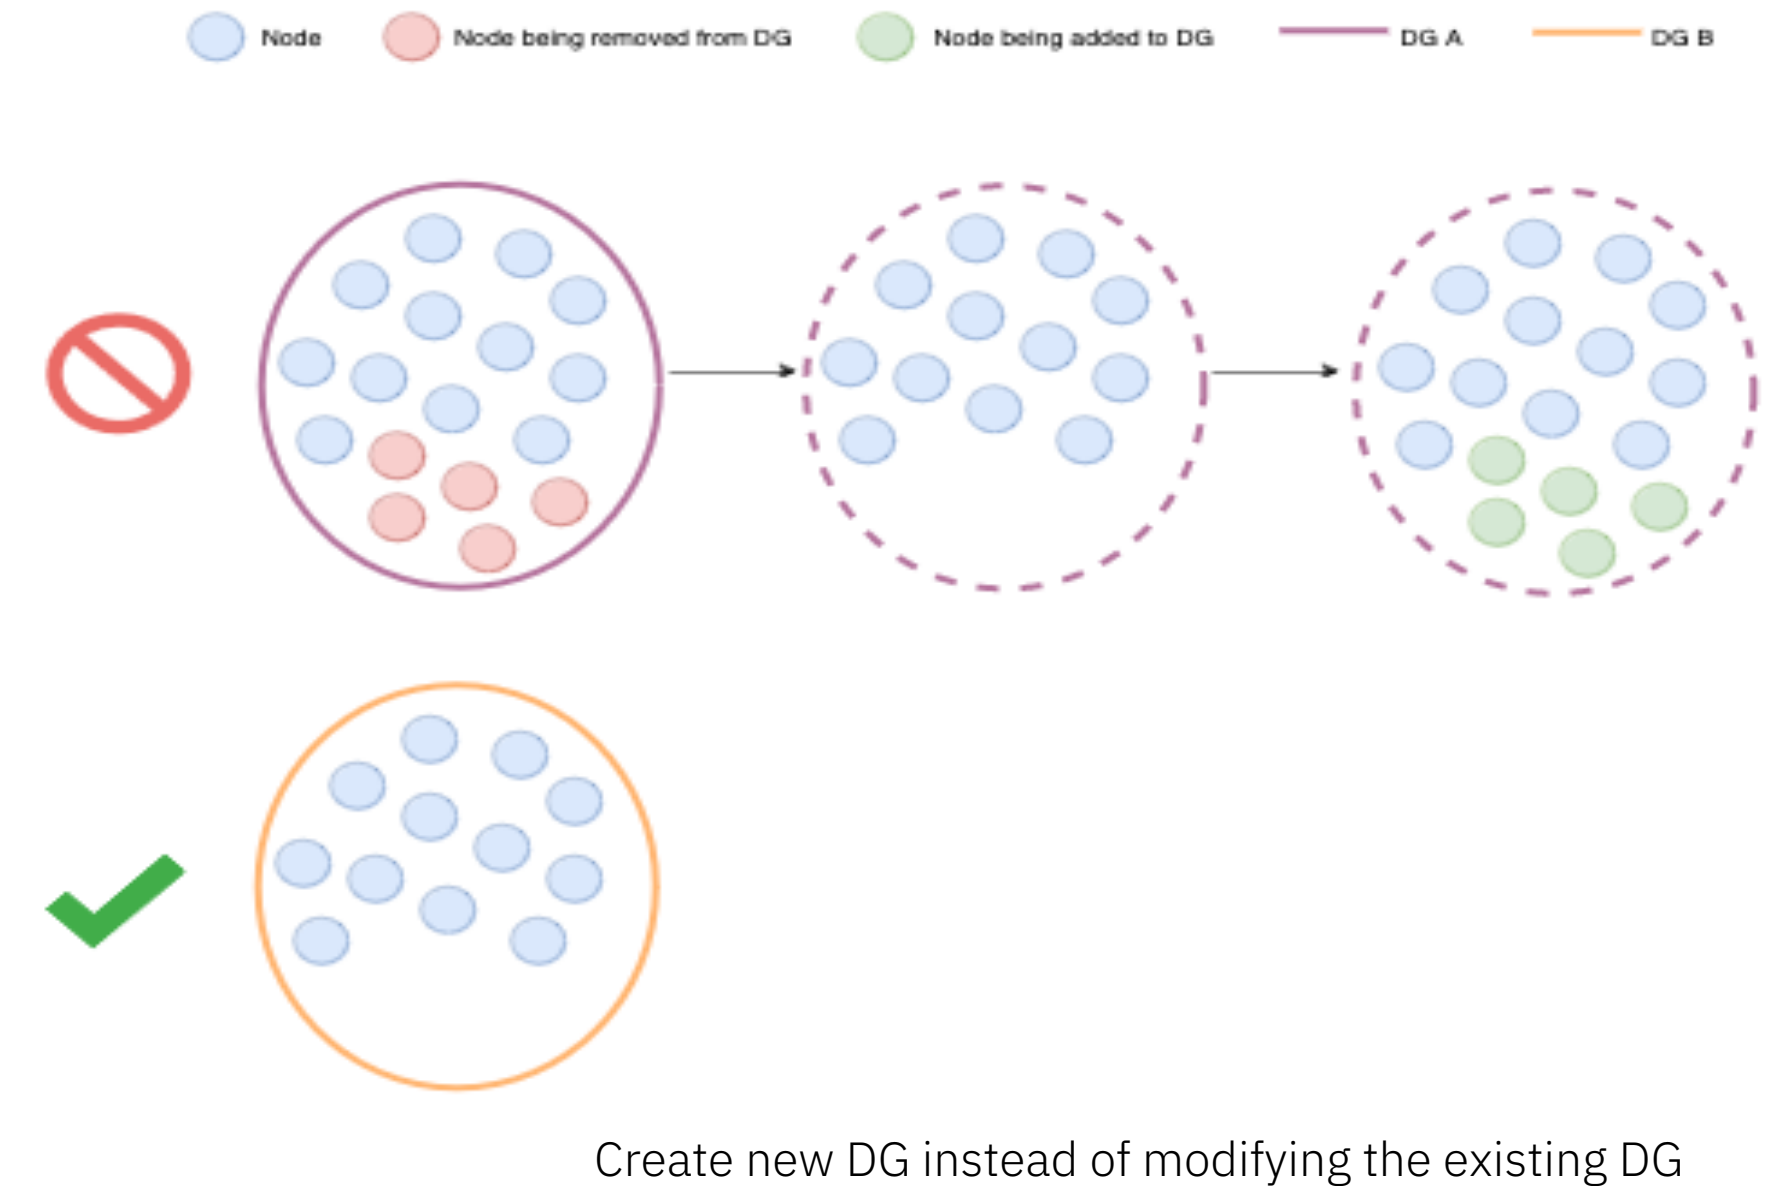 Node Node being removed from DG Node being added to DG DG A DG B
Create new DG instead of modifying the existing DG